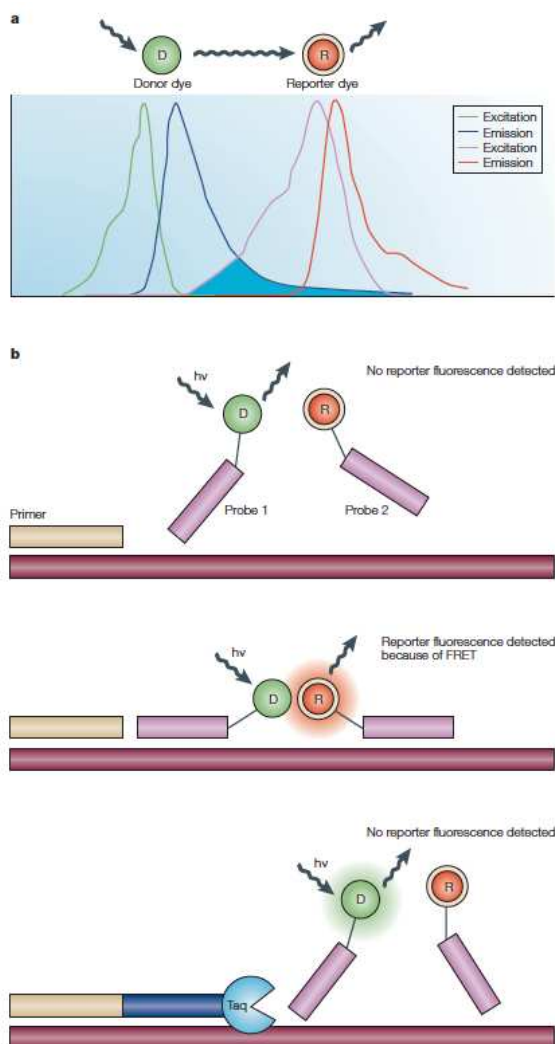 a
D
R
Donor dye
Reporter dye
Excitation
Emission
Excitation
Emission
b
hν
No reporter fluorescence detected
D
R
Primer
Probe 1
Probe 2
hν
Reporter fluorescence detected
because of FRET
D
R
No reporter fluorescence detected
hν
D
R
Taq